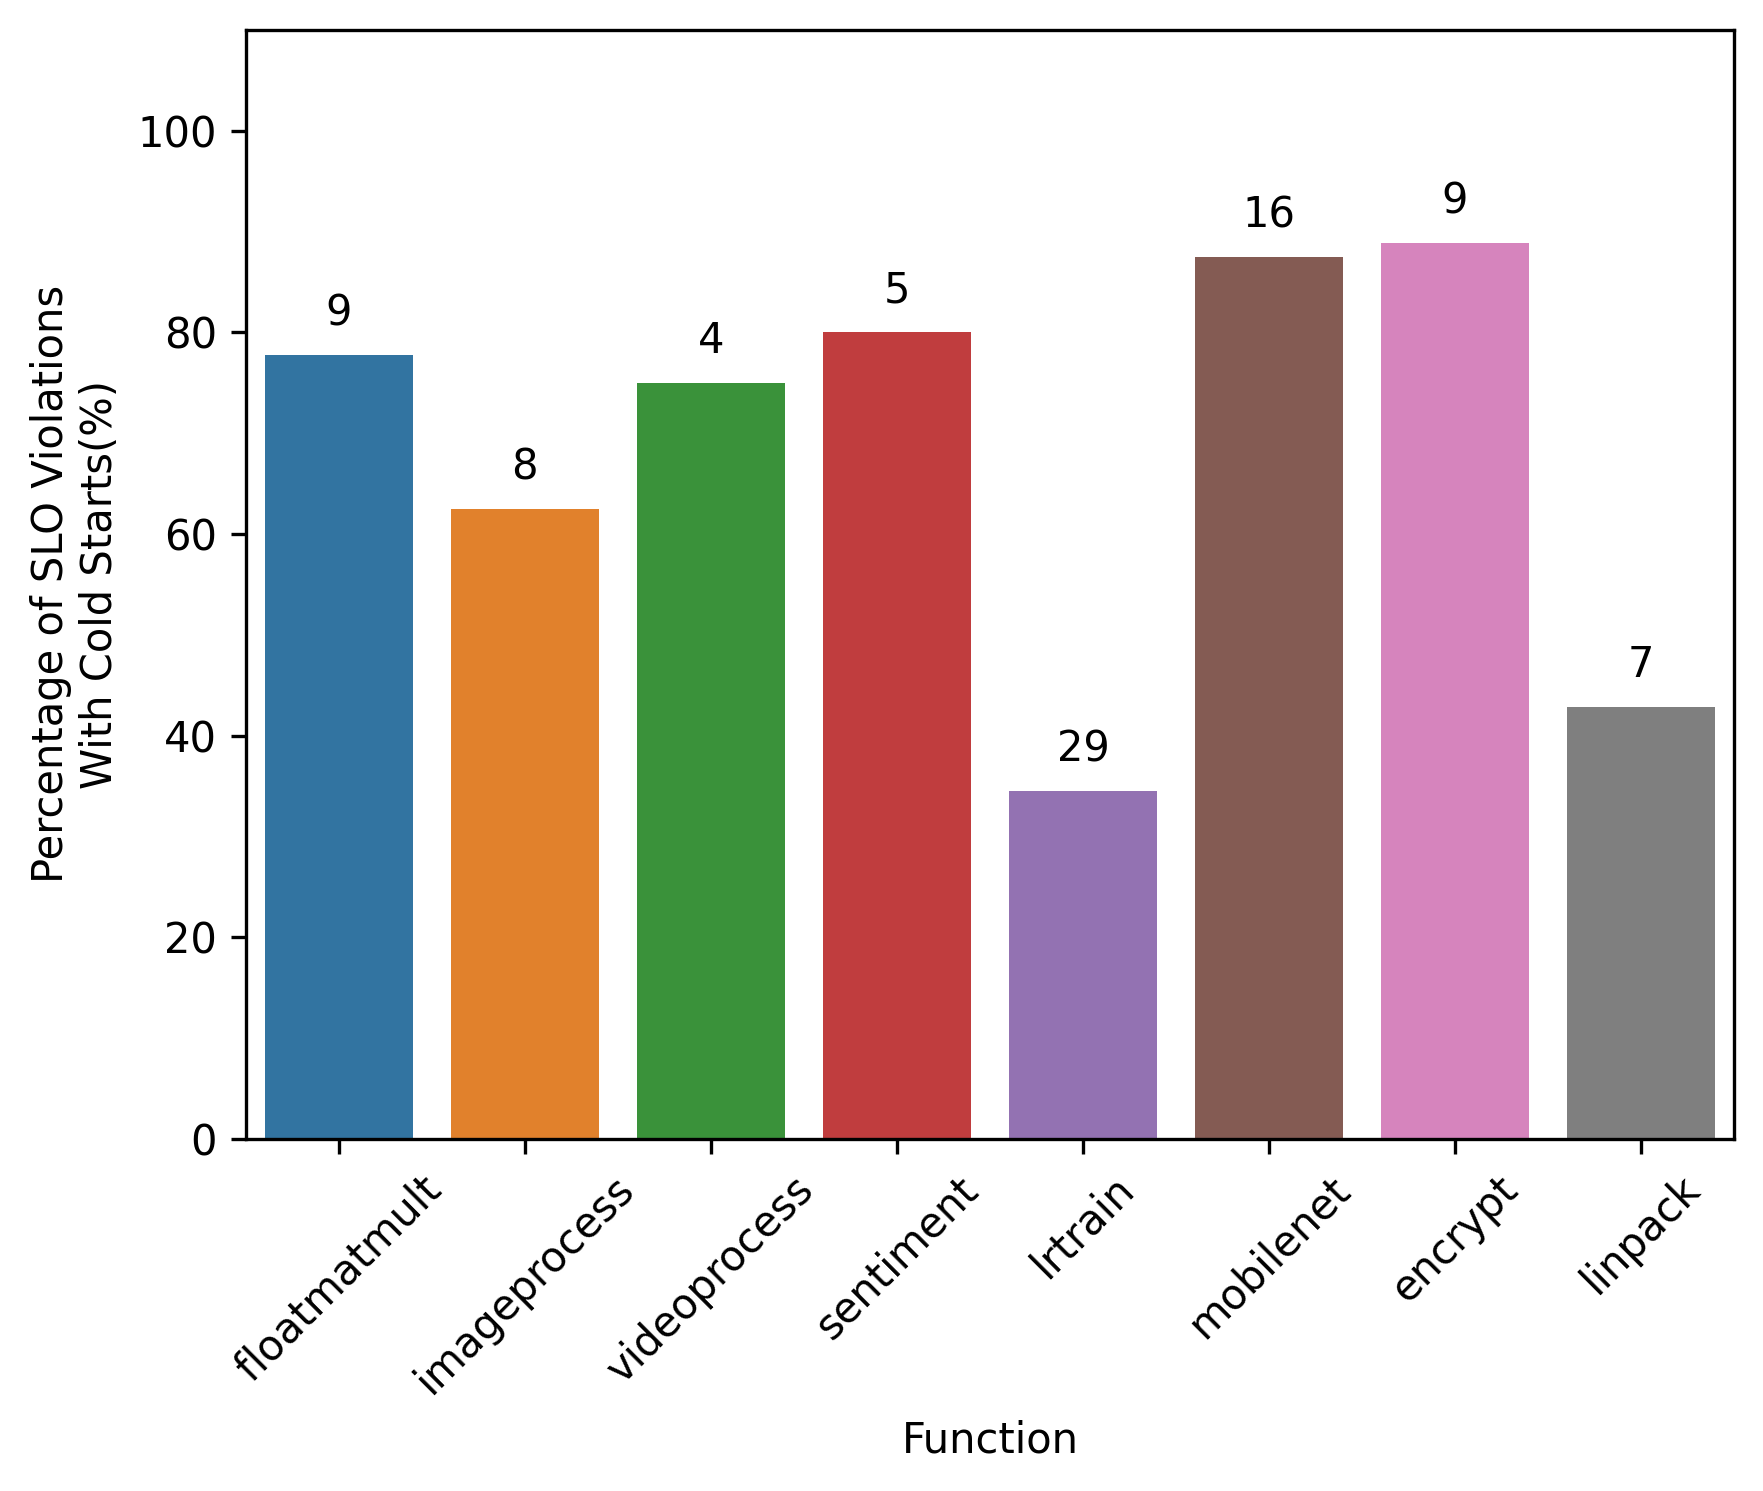 Percentage of SLO Violations
With Cold Starts(%)
100
80
60
40
20
0
9
8
4
5
29
16
9
7
floatmatmult
imageprocess
videoprocess
sentiment
lrtrain
mobilenet
encrypt
linpack
Function